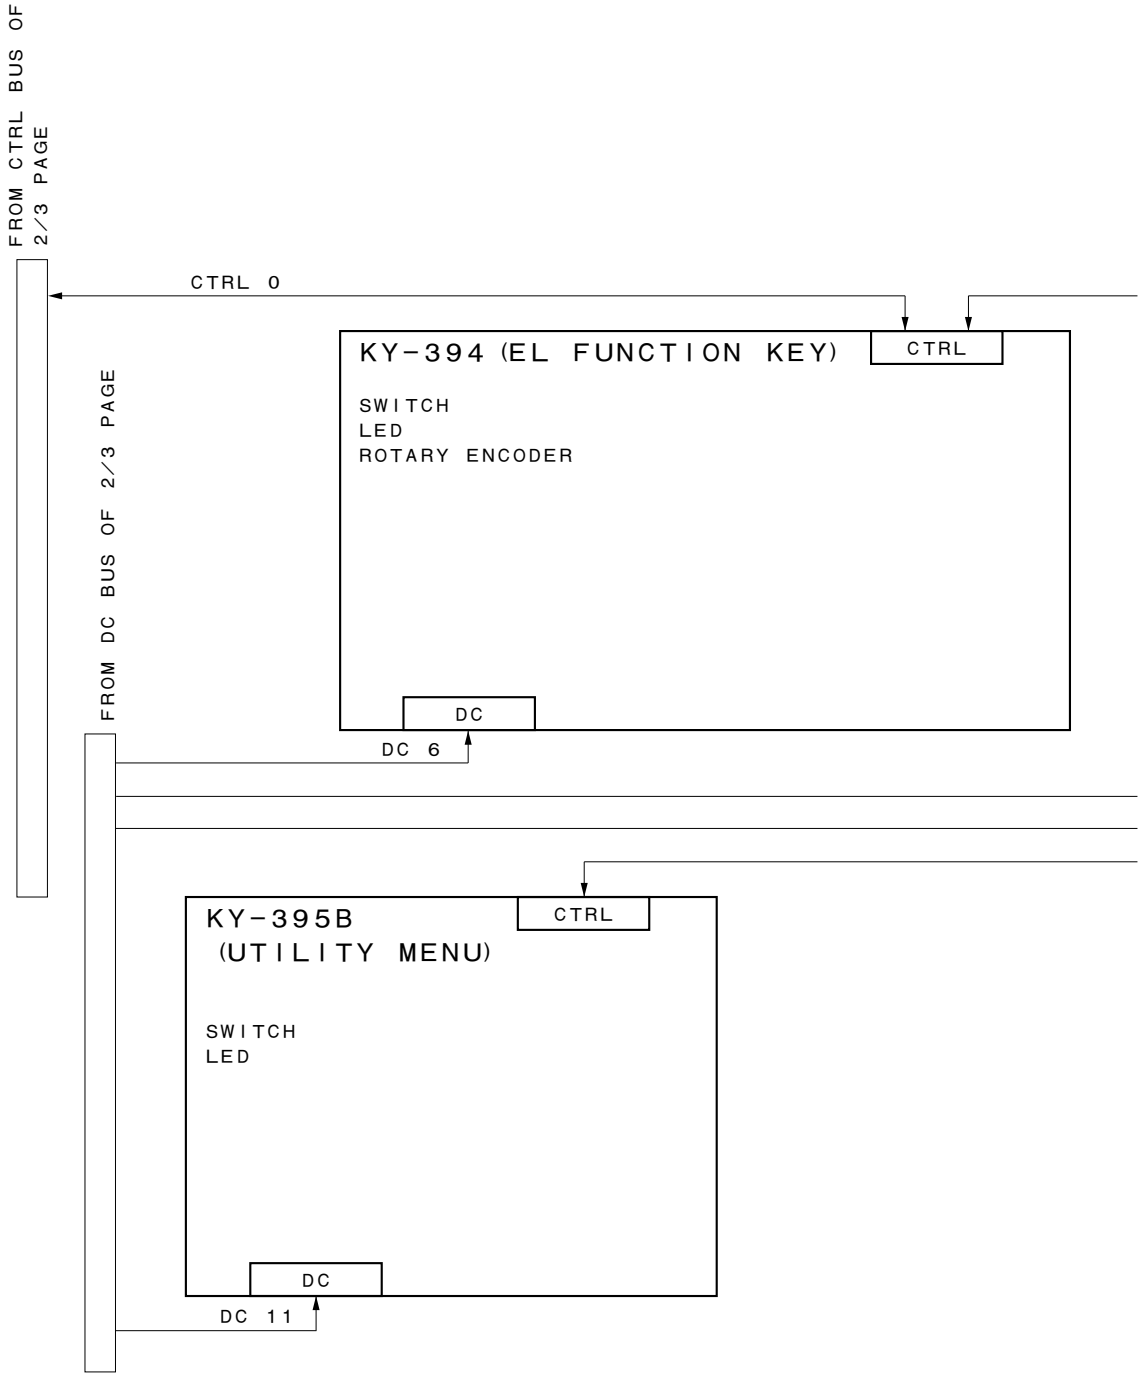 FROM CTRL BUS OF
2/3 PAGE
CTRL 0
KY-394 (EL FUNCTION KEY)
CTRL
SWITCH
LED
ROTARY ENCODER
FROM DC BUS OF 2/3 PAGE
DC
DC 6
KY-395B
(UTILITY MENU)
CTRL
SWITCH
LED
DC
DC 11